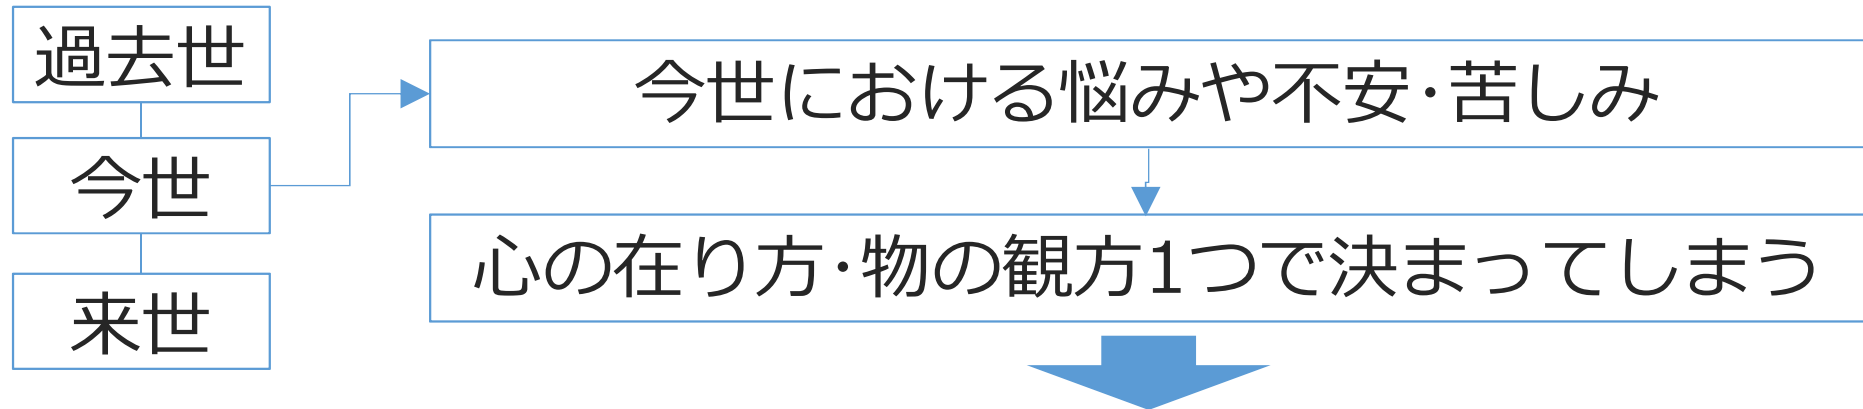 過去世
今世
来世
今世における悩みや不安・苦しみ
心の在り方・物の観方1つで決まってしまう